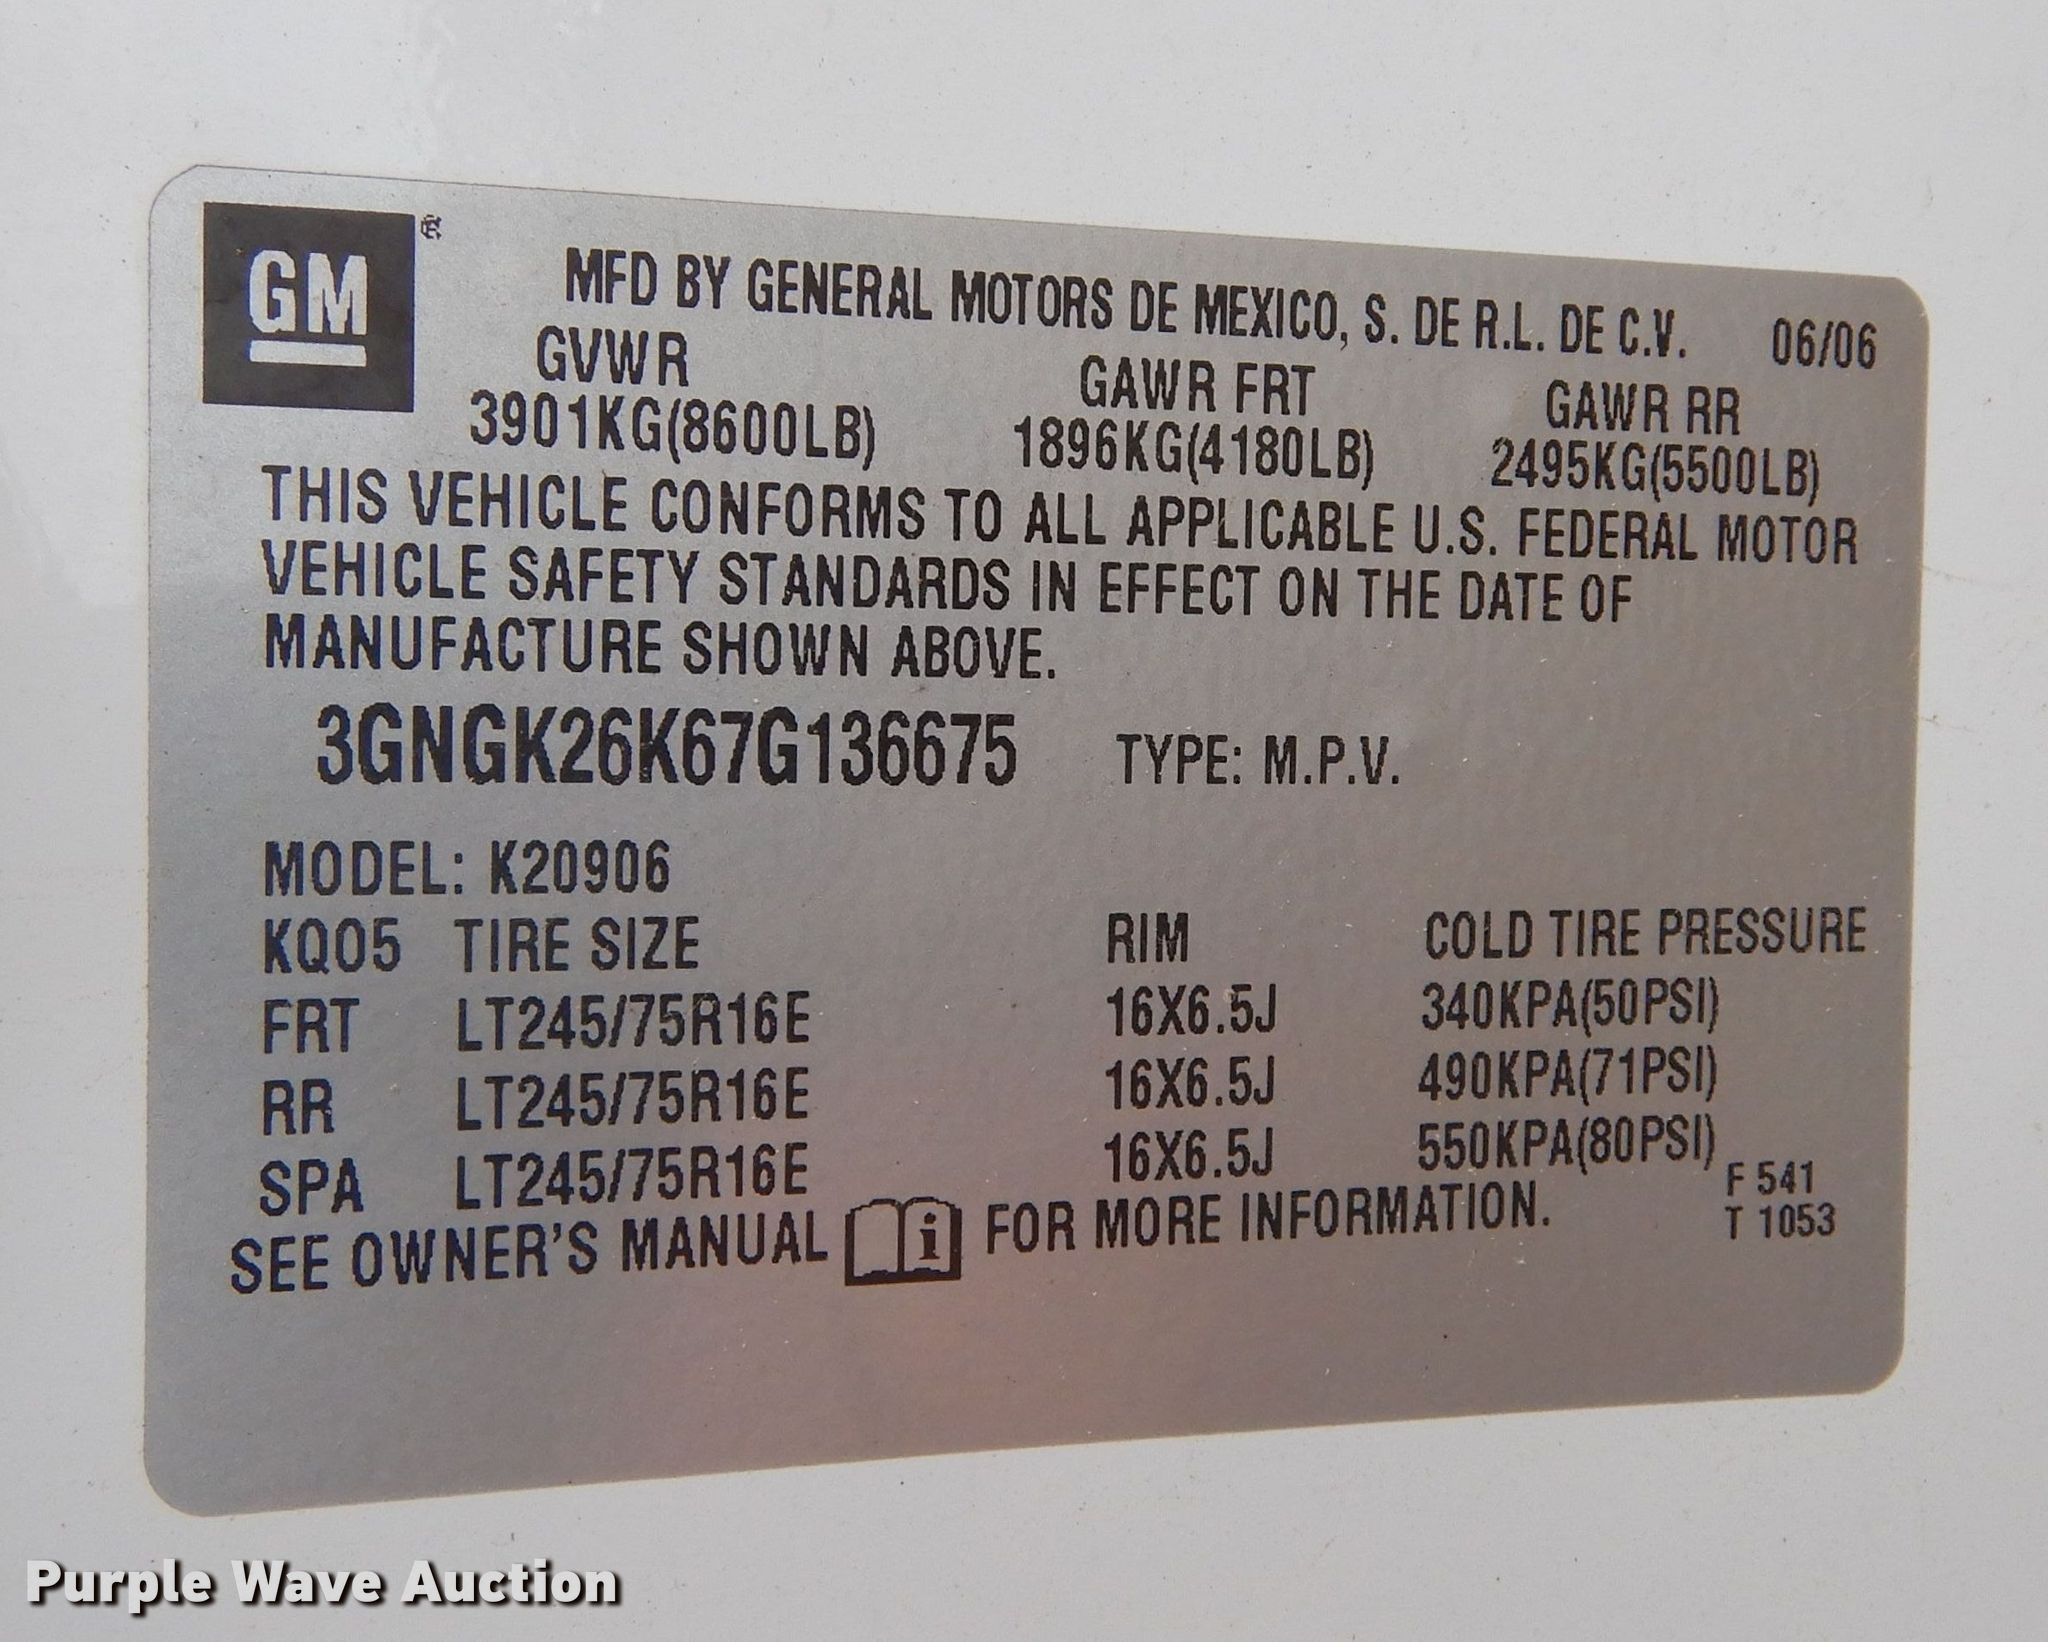 GM ®
MFD BY GENERAL MOTORS DE MEXICO, S. DE R.L. DE C.V. 06/06
GVWR GAWR FRT GAWR RR
3901KG(8600LB) 1896KG(4180LB) 2495KG(5500LB)
THIS VEHICLE CONFORMS TO ALL APPLICABLE U.S. FEDERAL MOTOR
VEHICLE SAFETY STANDARDS IN EFFECT ON THE DATE OF
MANUFACTURE SHOWN ABOVE.
3GNGK26K67G136675 TYPE: M.P.V.
MODEL: K20906
KQO5 TIRE SIZE RIM COLD TIRE PRESSURE
FRT LT245/75R16E 16X6.5J 340KPA(50PSI)
RR LT245/75R16E 16X6.5J 490KPA(71PSI)
SPA LT245/75R16E 16X6.5J 550KPA(80PSI)
SEE OWNER'S MANUAL i FOR MORE INFORMATION.
F 541
T 1053
Purple Wave Auction